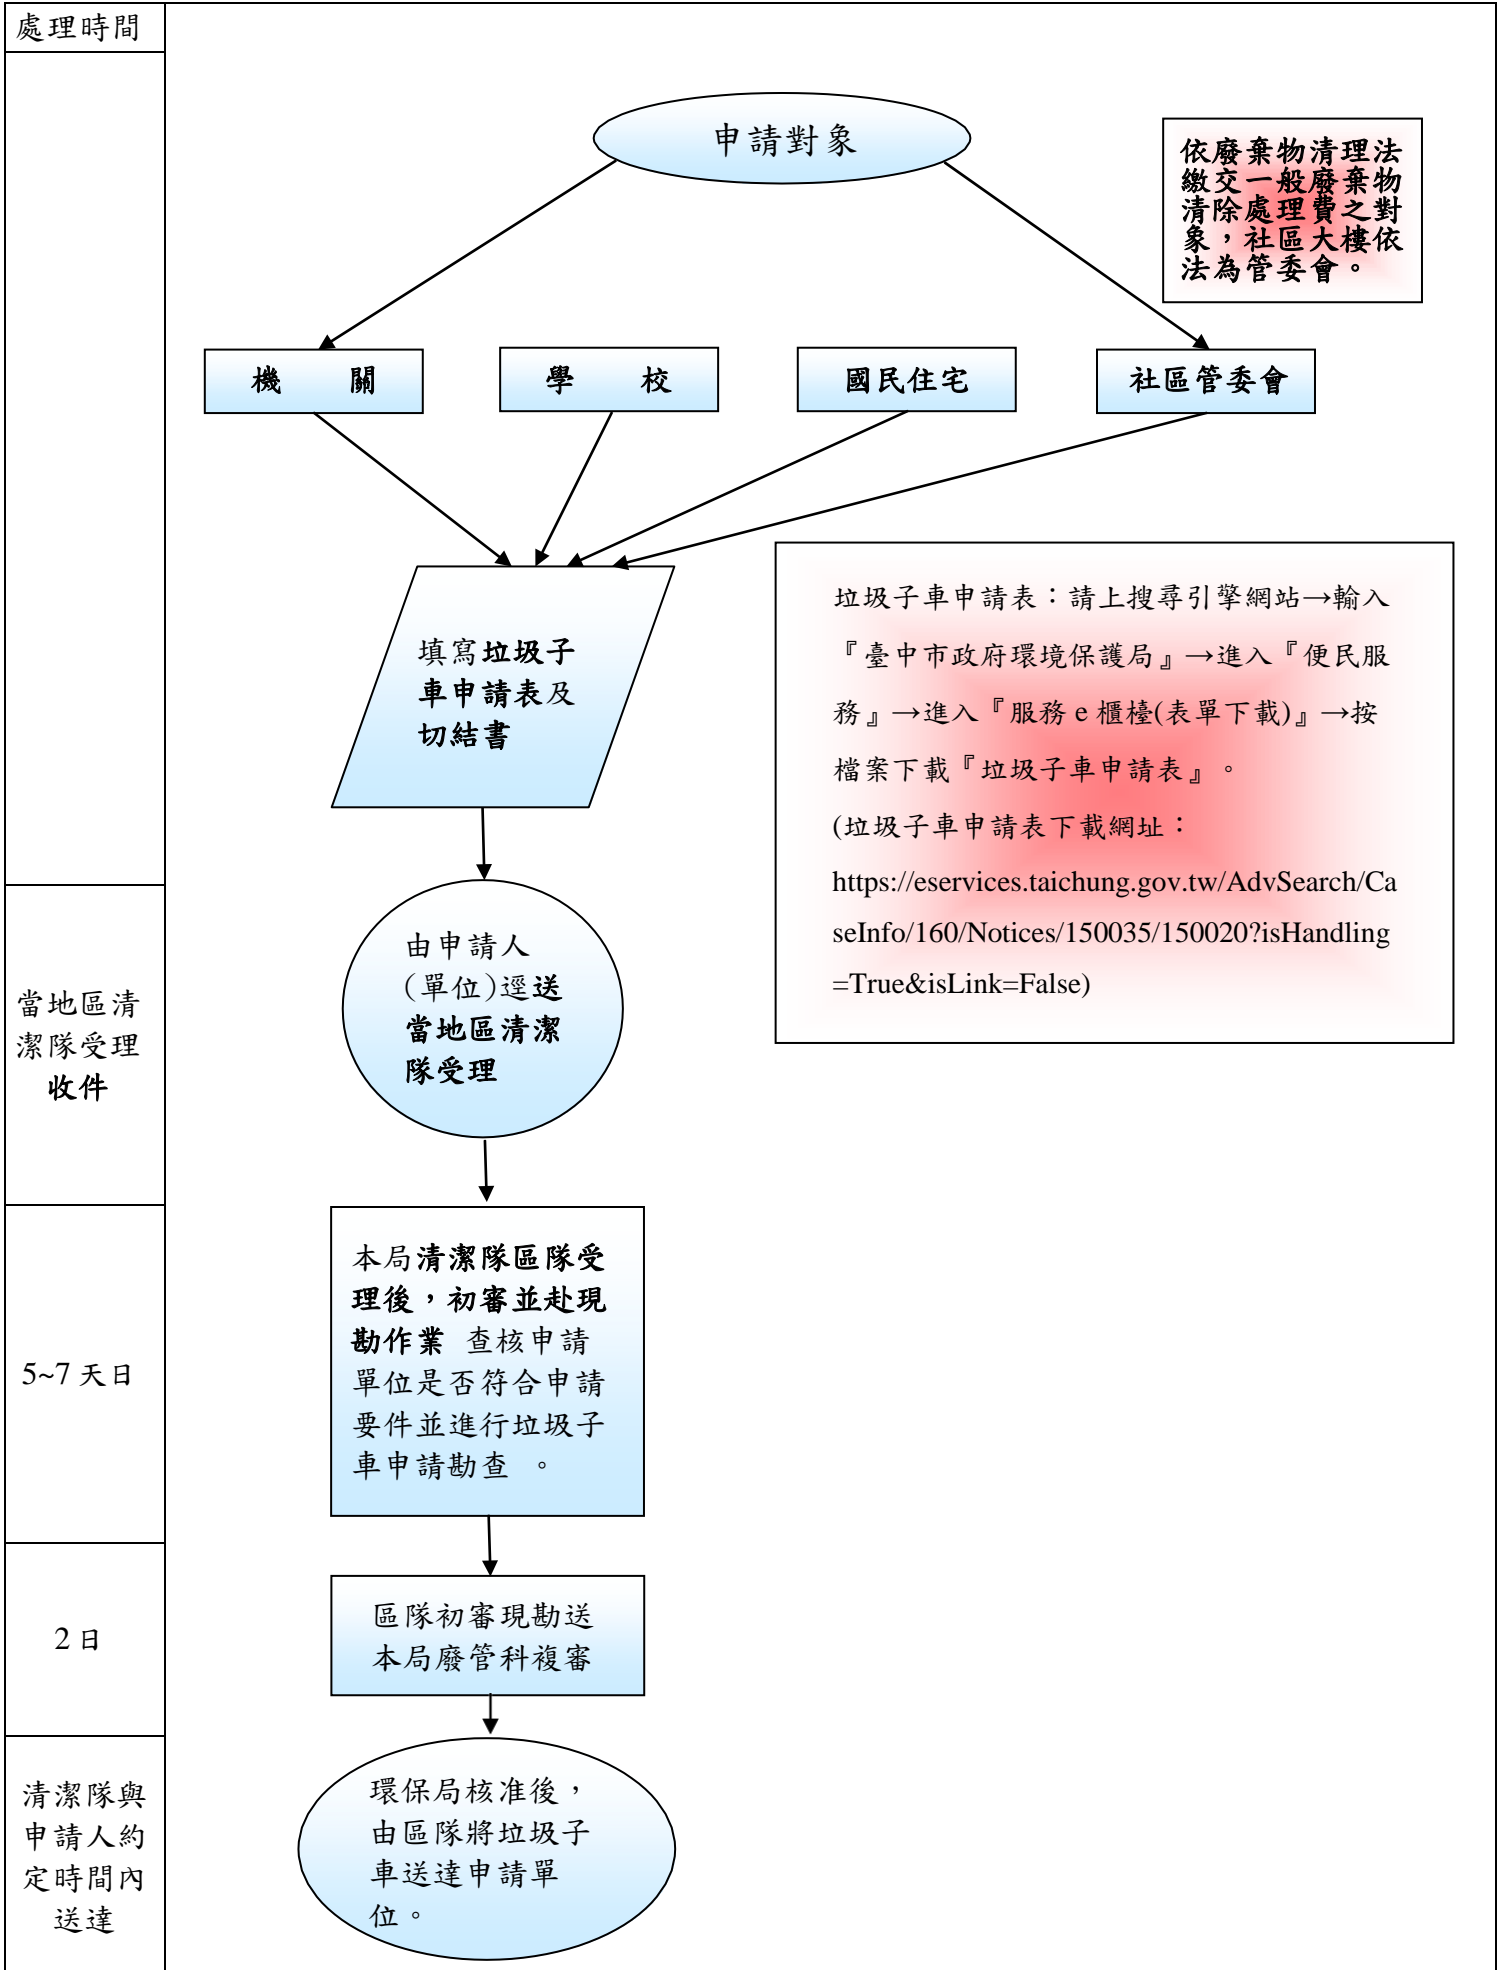 處理時間
申請對象
依廢棄物清理法
繳交一般廢棄物
清除處理費之對
象，社區大樓依
法為管委會。
機　　關
學　　校
國民住宅
社區管委會
填寫垃圾子
車申請表及
切結書
垃圾子車申請表：請上搜尋引擎網站→輸入
『臺中市政府環境保護局』→進入『便民服
務』→進入『服務 e 櫃檯(表單下載)』→按
檔案下載『垃圾子車申請表』。
(垃圾子車申請表下載網址：
https://eservices.taichung.gov.tw/AdvSearch/Ca
seInfo/160/Notices/150035/150020?isHandling
=True&isLink=False)
當地區清
潔隊受理
收件
由申請人
(單位)逕送
當地區清潔
隊受理
5~7 天日
本局清潔隊區隊受
理後，初審並赴現
勘作業 查核申請
單位是否符合申請
要件並進行垃圾子
車申請勘查 。
2 日
區隊初審現勘送
本局廢管科複審
清潔隊與
申請人約
定時間內
送達
環保局核准後，
由區隊將垃圾子
車送達申請單
位。